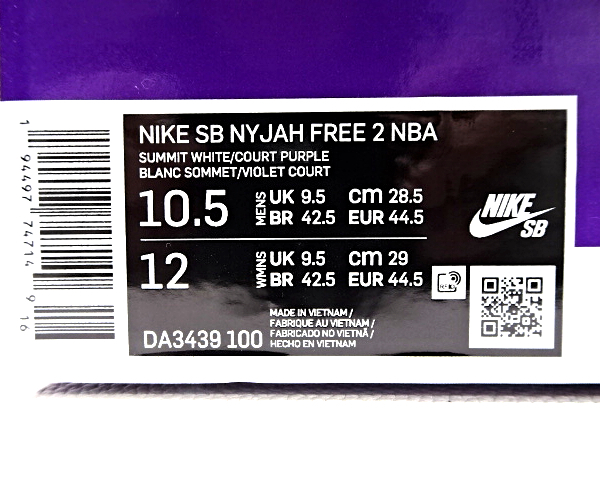 NIKE SB NYJAH FREE 2 NBA
SUMMIT WHITE/COURT PURPLE
BLANC SOMMET/VIOLET COURT
10.5 MENS UK 9.5 cm 28.5
BR 42.5 EUR 44.5
12 WMNS UK 9.5 cm 29
BR 42.5 EUR 44.5
DA3439 100
MADE IN VIETNAM /
FABRIQUE AU VIETNAM /
FABRICADO NO VIETNÃ /
HECHO EN VIETNAM
NIKE
SB
1 94497 74714 9 16